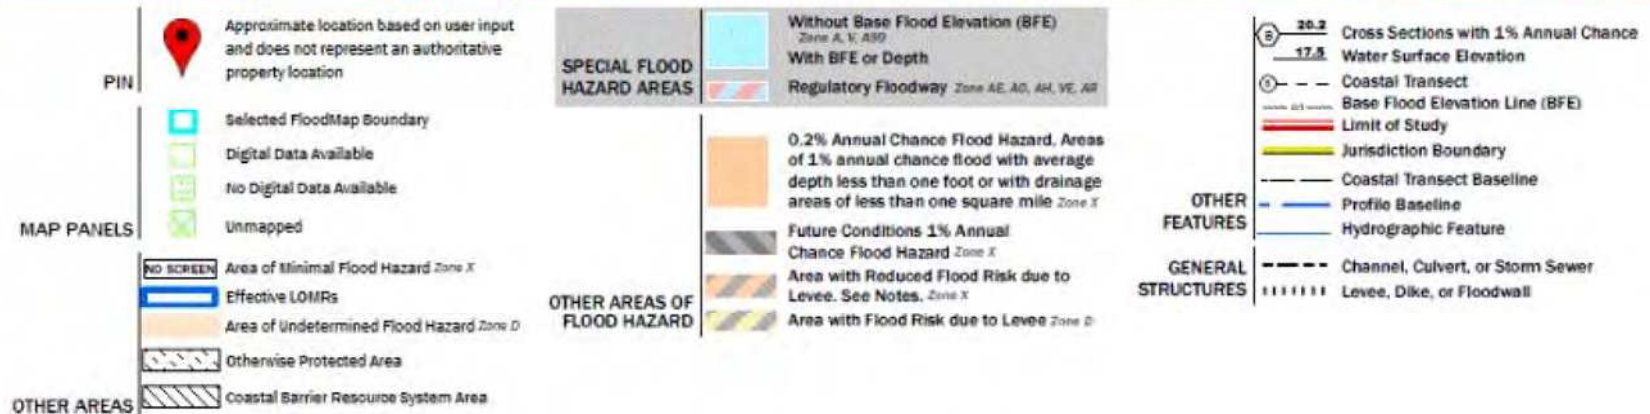 PIN
Approximate location based on user input
and does not represent an authoritative
property location
MAP PANELS
Selected FloodMap Boundary
Digital Data Available
No Digital Data Available
Unmapped
OTHER AREAS
NO SCREEN Area of Minimal Flood Hazard Zone X
Effective LOMRs
Area of Undetermined Flood Hazard Zone D
Otherwise Protected Area
Coastal Barrier Resource System Area
SPECIAL FLOOD
HAZARD AREAS
Without Base Flood Elevation (BFE)
Zone A, V, A99
With BFE or Depth
Regulatory Floodway Zone AE, AO, AH, VE, AR
OTHER AREAS OF
FLOOD HAZARD
0.2% Annual Chance Flood Hazard, Areas
of 1% annual chance flood with average
depth less than one foot or with drainage
areas of less than one square mile Zone X
Future Conditions 1% Annual
Chance Flood Hazard Zone X
Area with Reduced Flood Risk due to
Levee. See Notes. Zone X
Area with Flood Risk due to Levee Zone D
OTHER
FEATURES
B 20.2 Cross Sections with 1% Annual Chance
17.5 Water Surface Elevation
Coastal Transect
Base Flood Elevation Line (BFE)
Limit of Study
Jurisdiction Boundary
Coastal Transect Baseline
Profile Baseline
Hydrographic Feature
GENERAL
STRUCTURES
Channel, Culvert, or Storm Sewer
Levee, Dike, or Floodwall